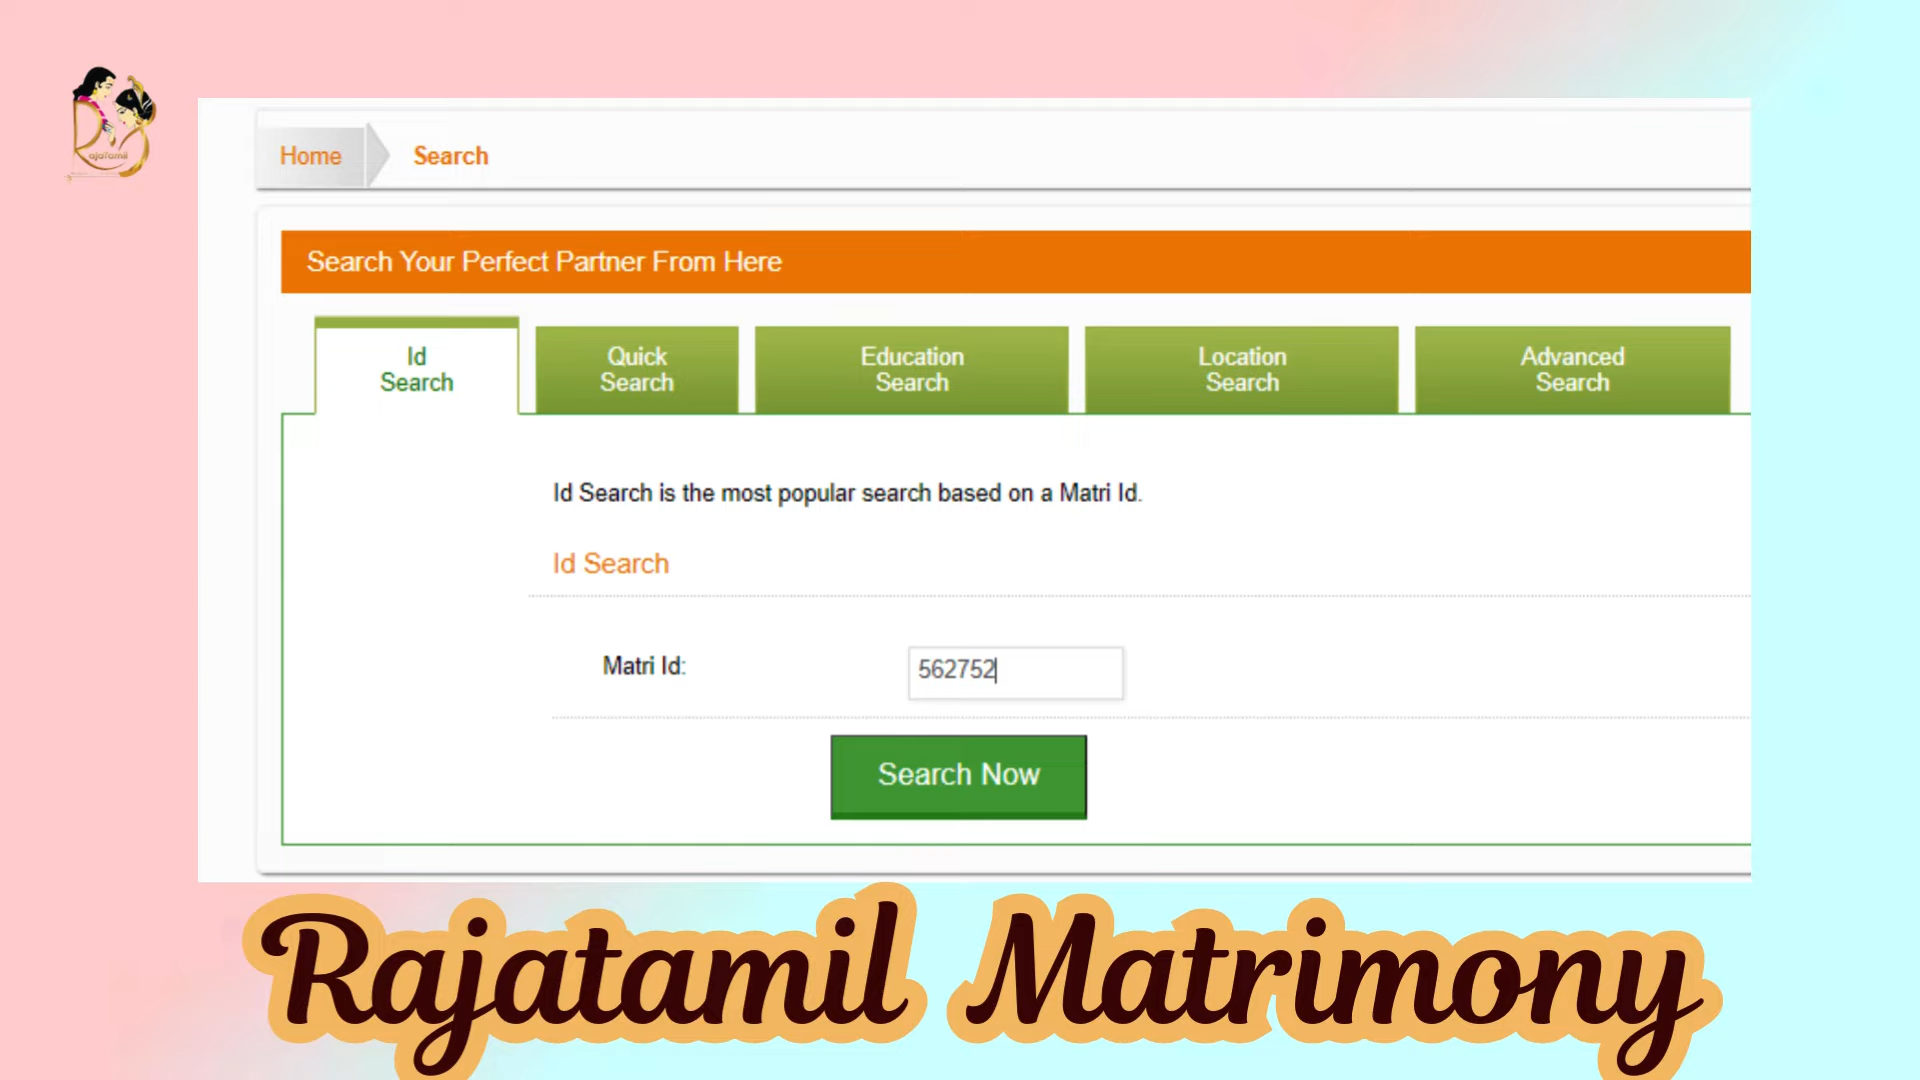 ajaTamil
Home
Search
Search Your Perfect Partner From Here
Id
Search
Quick
Search
Education
Search
Location
Search
Advanced
Search
Id Search is the most popular search based on a Matri Id.
Id Search
Matri Id:
562752
Search Now
Rajatamil Matrimony